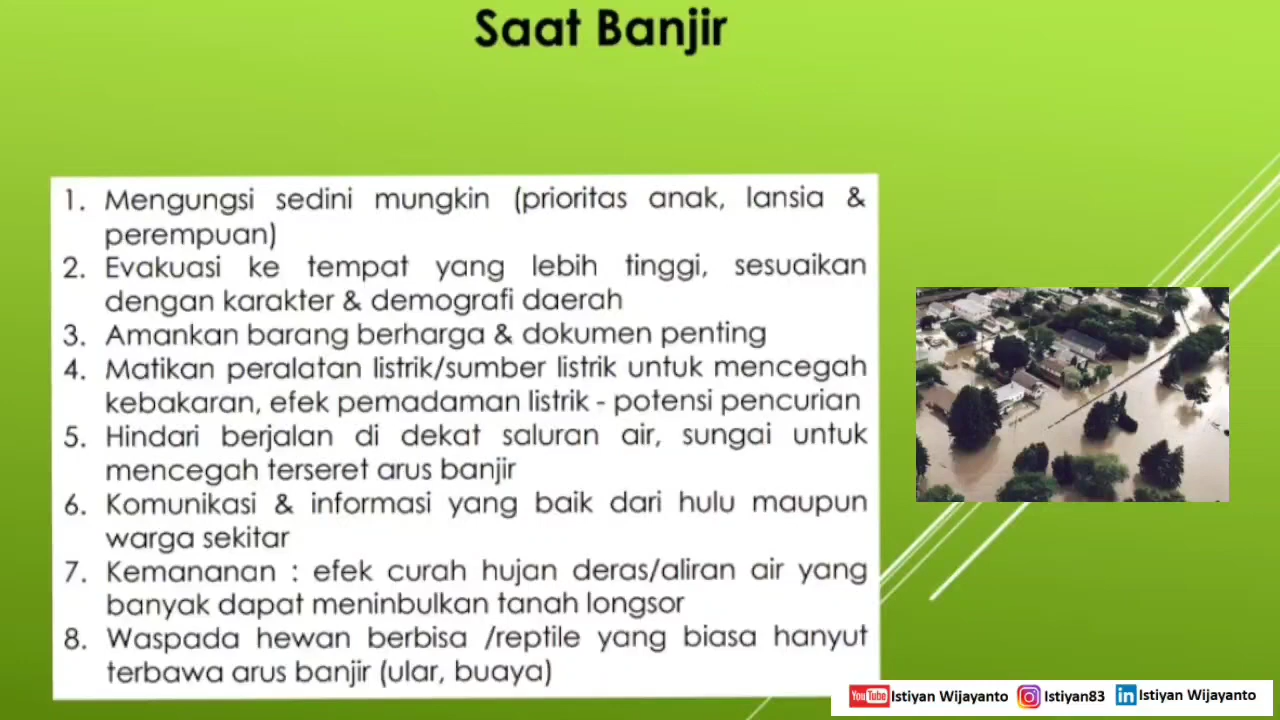 Saat Banjir
1. Mengungsi sedini mungkin (prioritas anak, lansia &
perempuan)
2. Evakuasi ke tempat yang lebih tinggi, sesuaikan
dengan karakter & demografi daerah
3. Amankan barang berharga & dokumen penting
4. Matikan peralatan listrik/sumber listrik untuk mencegah
kebakaran, efek pemadaman listrik - potensi pencurian
5. Hindari berjalan di dekat saluran air, sungai untuk
mencegah terseret arus banjir
6. Komunikasi & informasi yang baik dari hulu maupun
warga sekitar
7. Kemananan : efek curah hujan deras/aliran air yang
banyak dapat meninbulkan tanah longsor
8. Waspada hewan berbisa /reptile yang biasa hanyut
terbawa arus banjir (ular, buaya)
YouTube Istiyan Wijayanto Istiyan83 in Istiyan Wijayanto